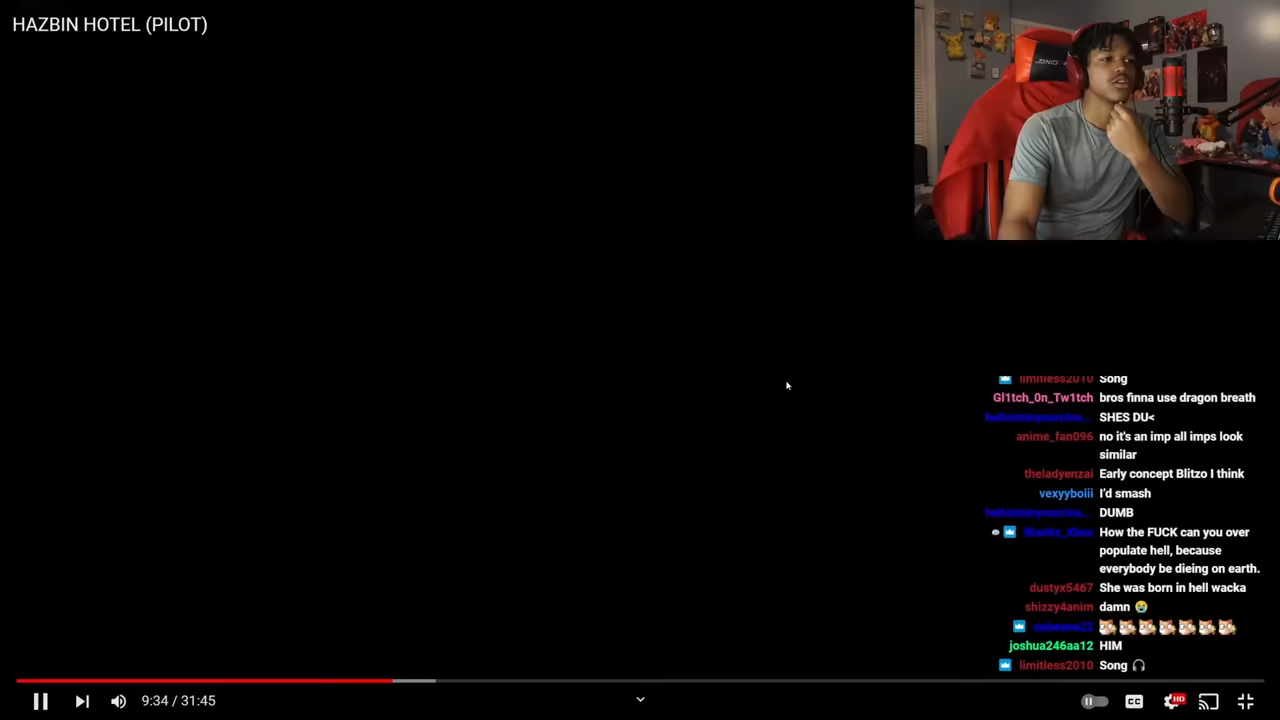 HAZBIN HOTEL (PILOT)
limitless2010 Song
Gl1tch_0n_Tw1tch bros finna use dragon breath
SHES DU<
anime_fan096 no it's an imp all imps look
similar
theladyenzai Early concept Blitzo I think
vexyyboiii I'd smash
DUMB
How the FUCK can you over
populate hell, because
everybody be dieing on earth.
dustyx5467 She was born in hell wacka
shizzy4anim damn 😭
joshua246aa12 HIM
limitless2010 Song 🎧
9:34 / 31:45
CC
HD